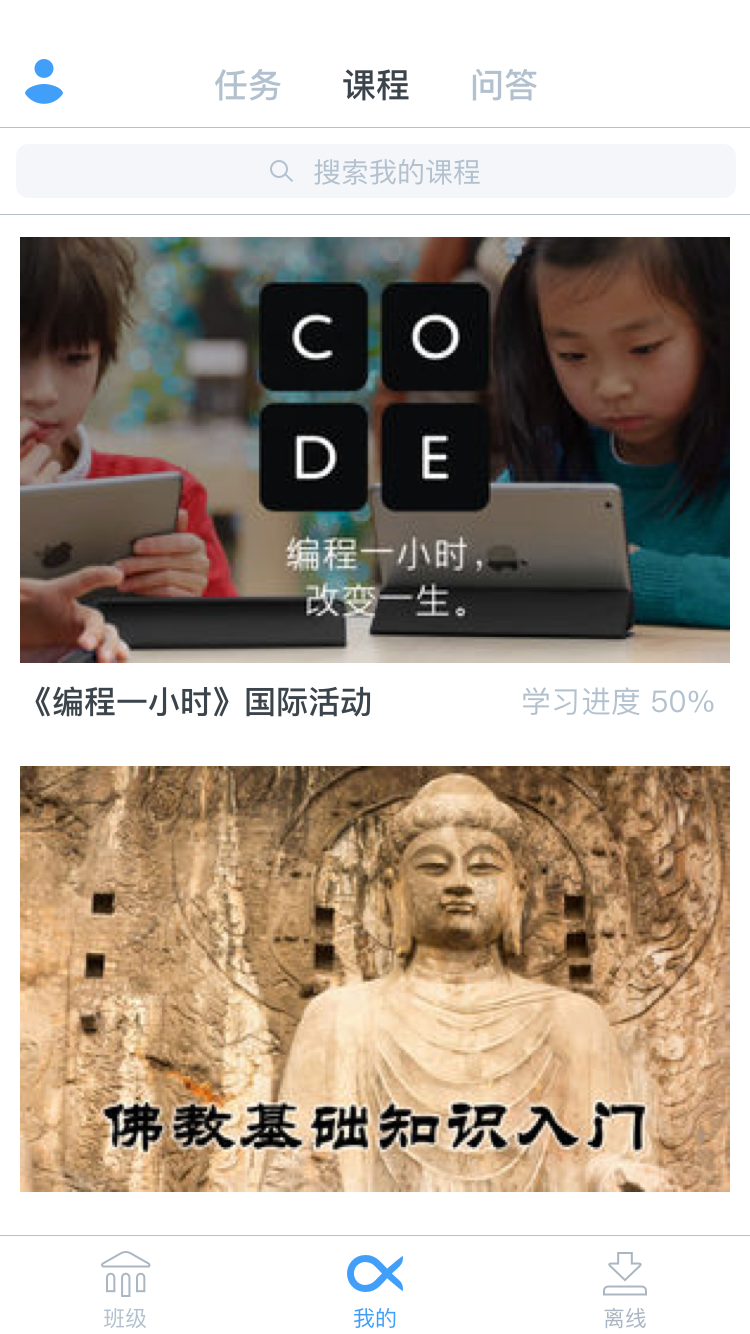 任务 课程 问答
搜索我的课程
C O
D E
编程一小时，
改变一生。
《编程一小时》国际活动 学习进度 50%
佛教基础知识入门
班级 我的 离线